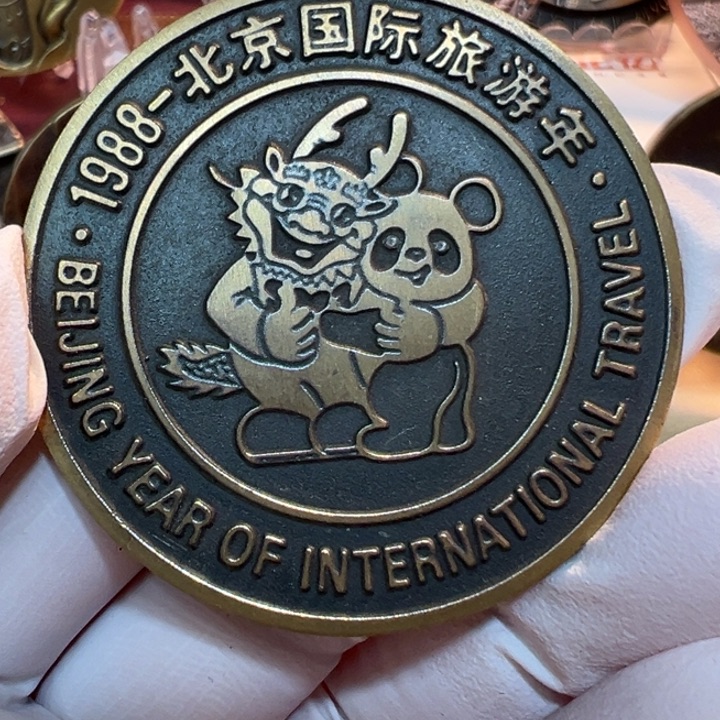 1988-北京国际旅游年
BEIJING YEAR OF INTERNATIONAL TRAVEL